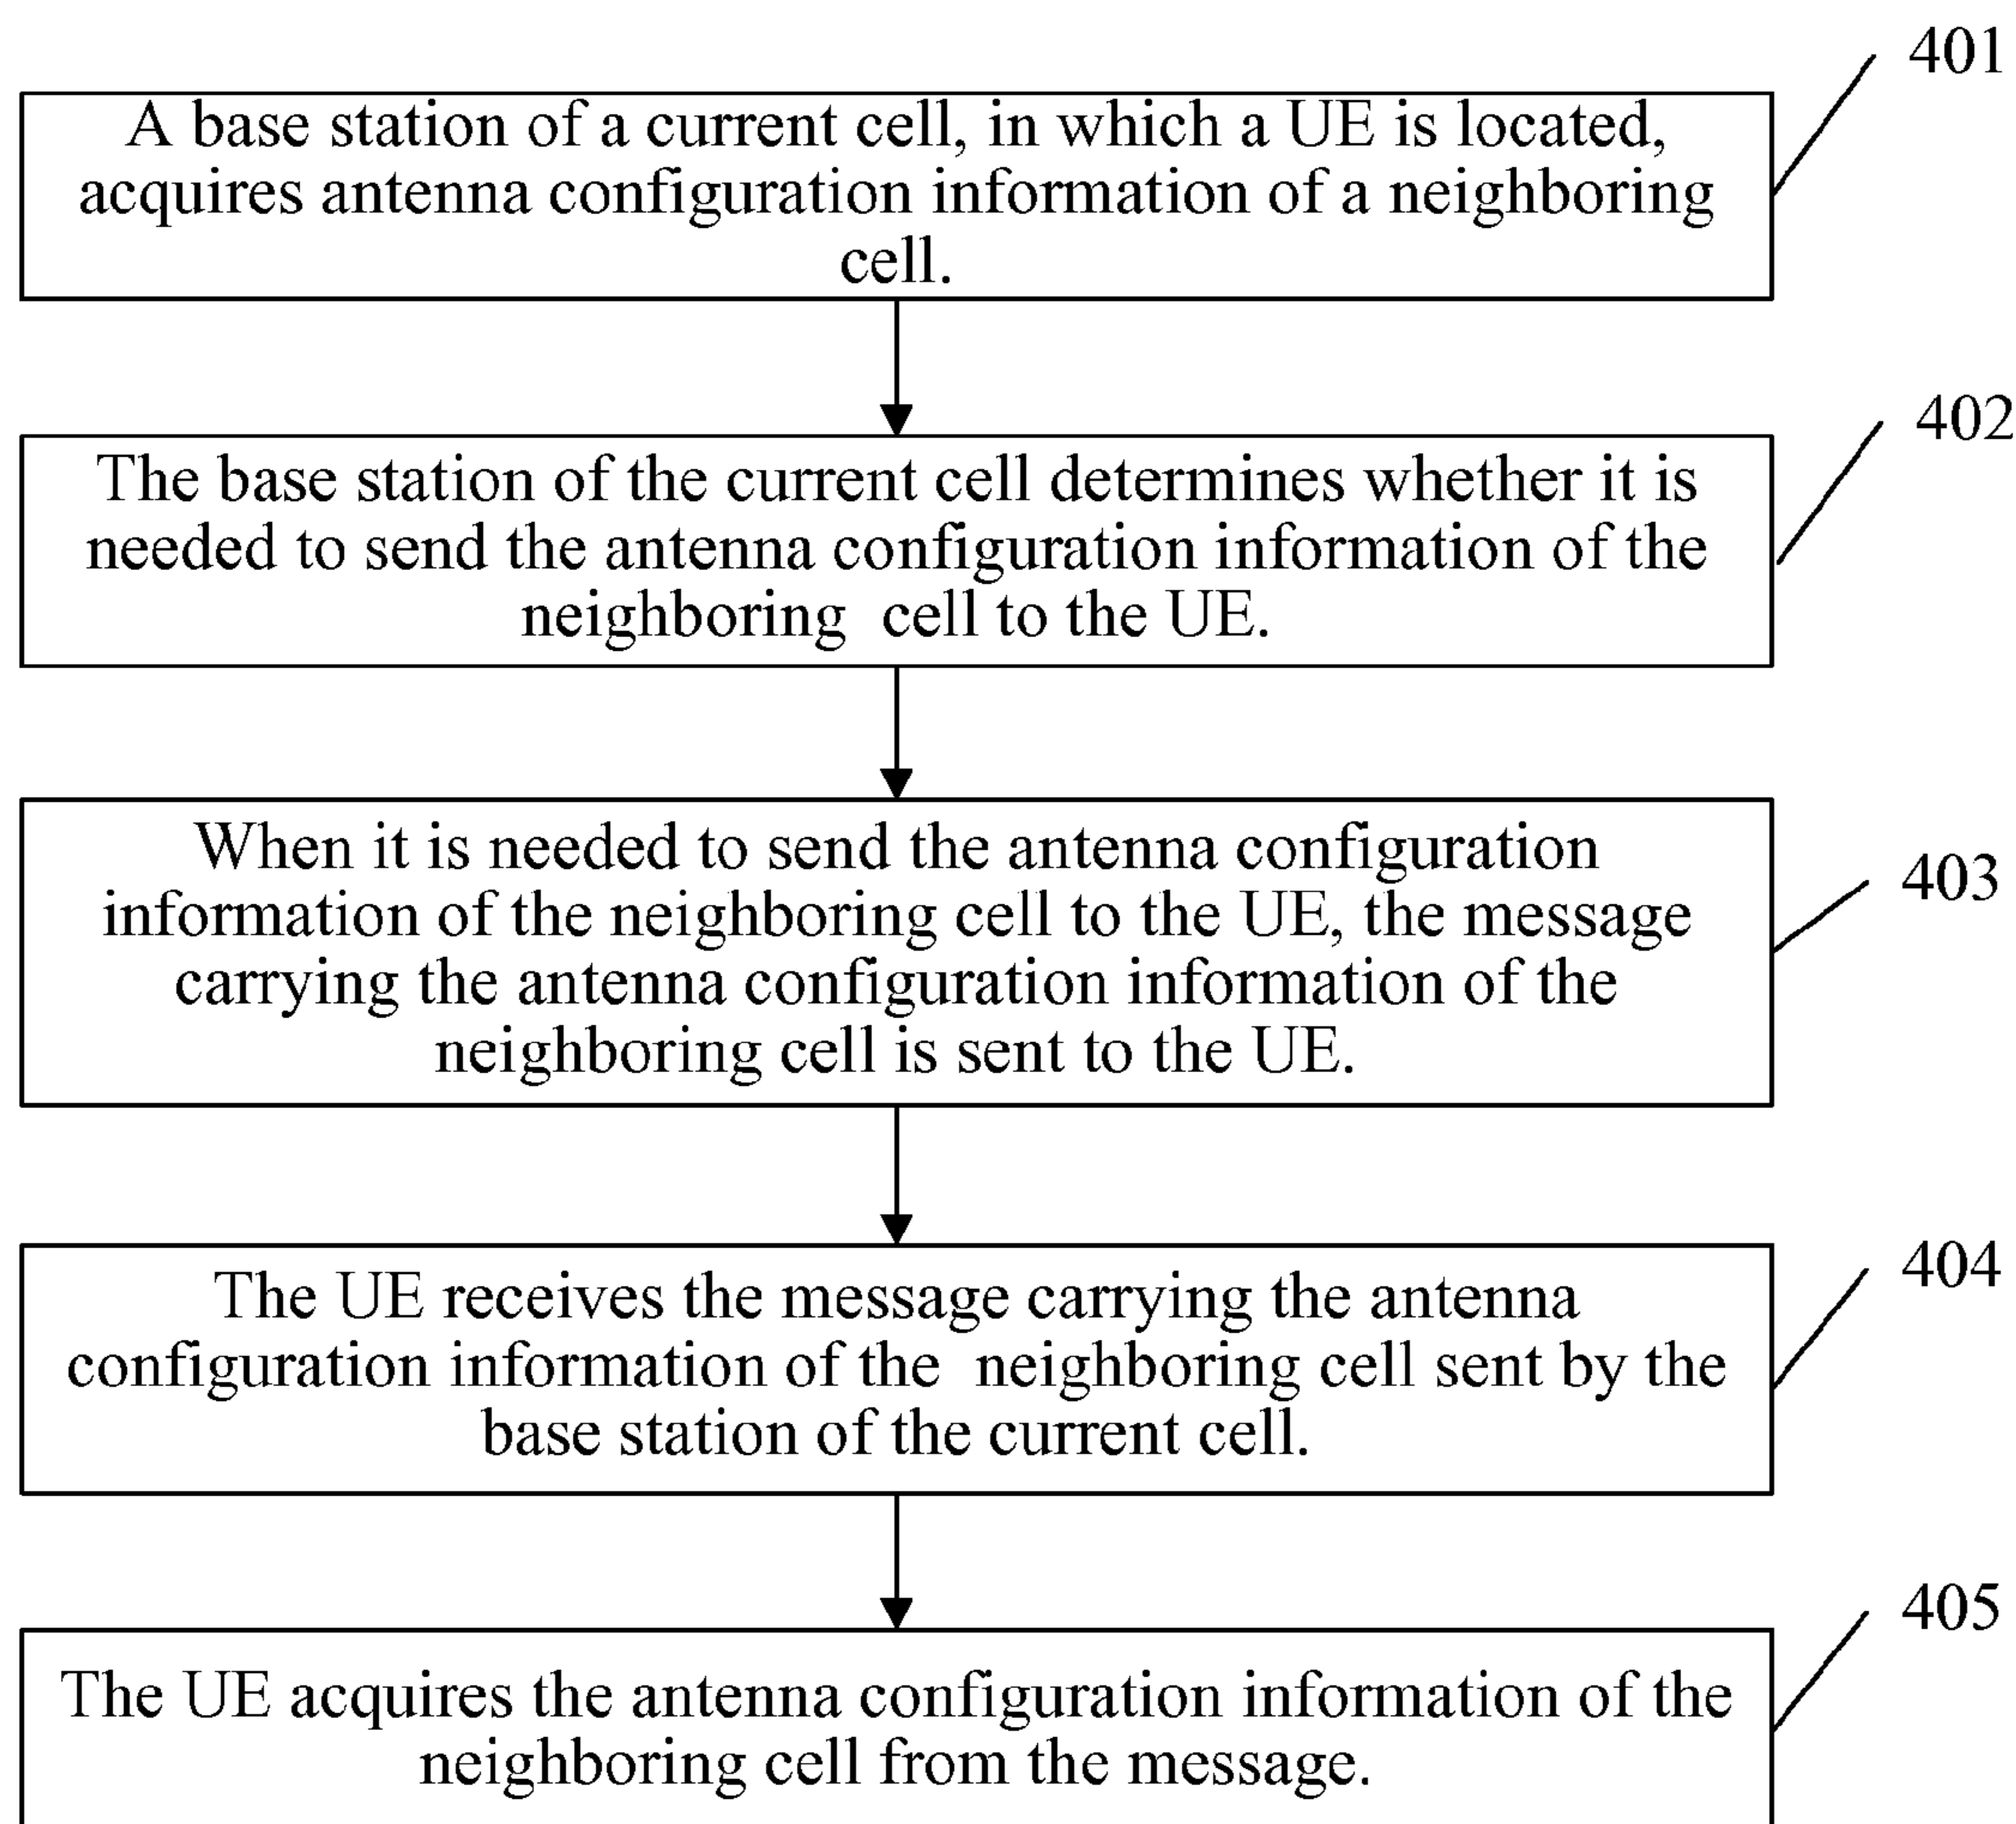 401
A base station of a current cell, in which a UE is located,
acquires antenna configuration information of a neighboring
cell.
402
The base station of the current cell determines whether it is
needed to send the antenna configuration information of the
neighboring cell to the UE.
403
When it is needed to send the antenna configuration
information of the neighboring cell to the UE, the message
carrying the antenna configuration information of the
neighboring cell is sent to the UE.
404
The UE receives the message carrying the antenna
configuration information of the neighboring cell sent by the
base station of the current cell.
405
The UE acquires the antenna configuration information of the
neighboring cell from the message.